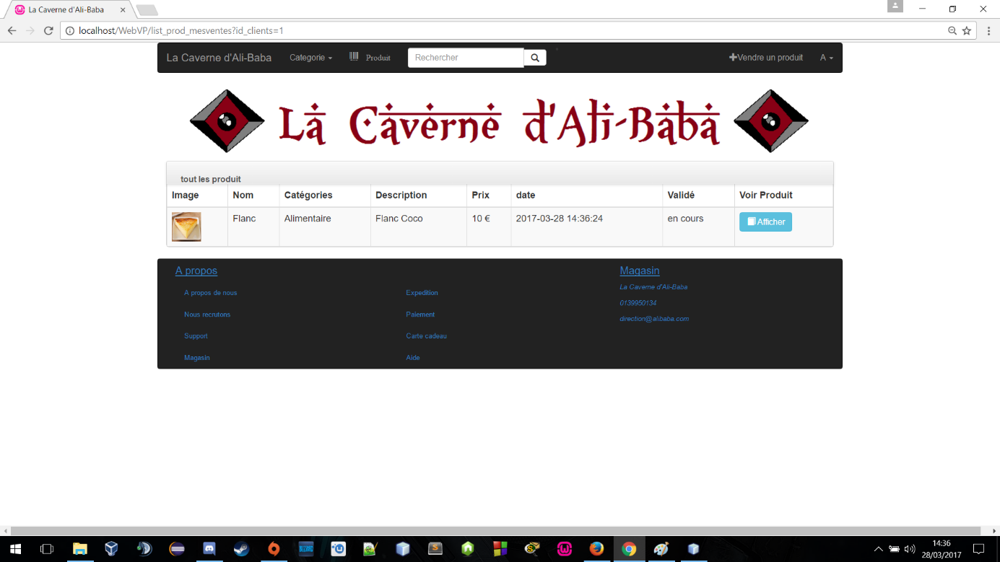 La Caverne d'Ali-Baba
localhost/WebVP/list_prod_mesventes?id_clients=1
La Caverne d'Ali-Baba Categorie Produit Rechercher Vendre un produit A
La Caverne d'Ali-Baba
tout les produit
Image Nom Catégories Description Prix date Validé Voir Produit
Flanc Alimentaire Flanc Coco 10 € 2017-03-28 14:36:24 en cours Afficher
A propos Magasin
La Caverne d'Ali-Baba
A propos de nous Expedition
0139950134
Nous recrutons Paiement
direction@alibaba.com
Support Carte cadeau
Magasin Aide
14:36
28/03/2017